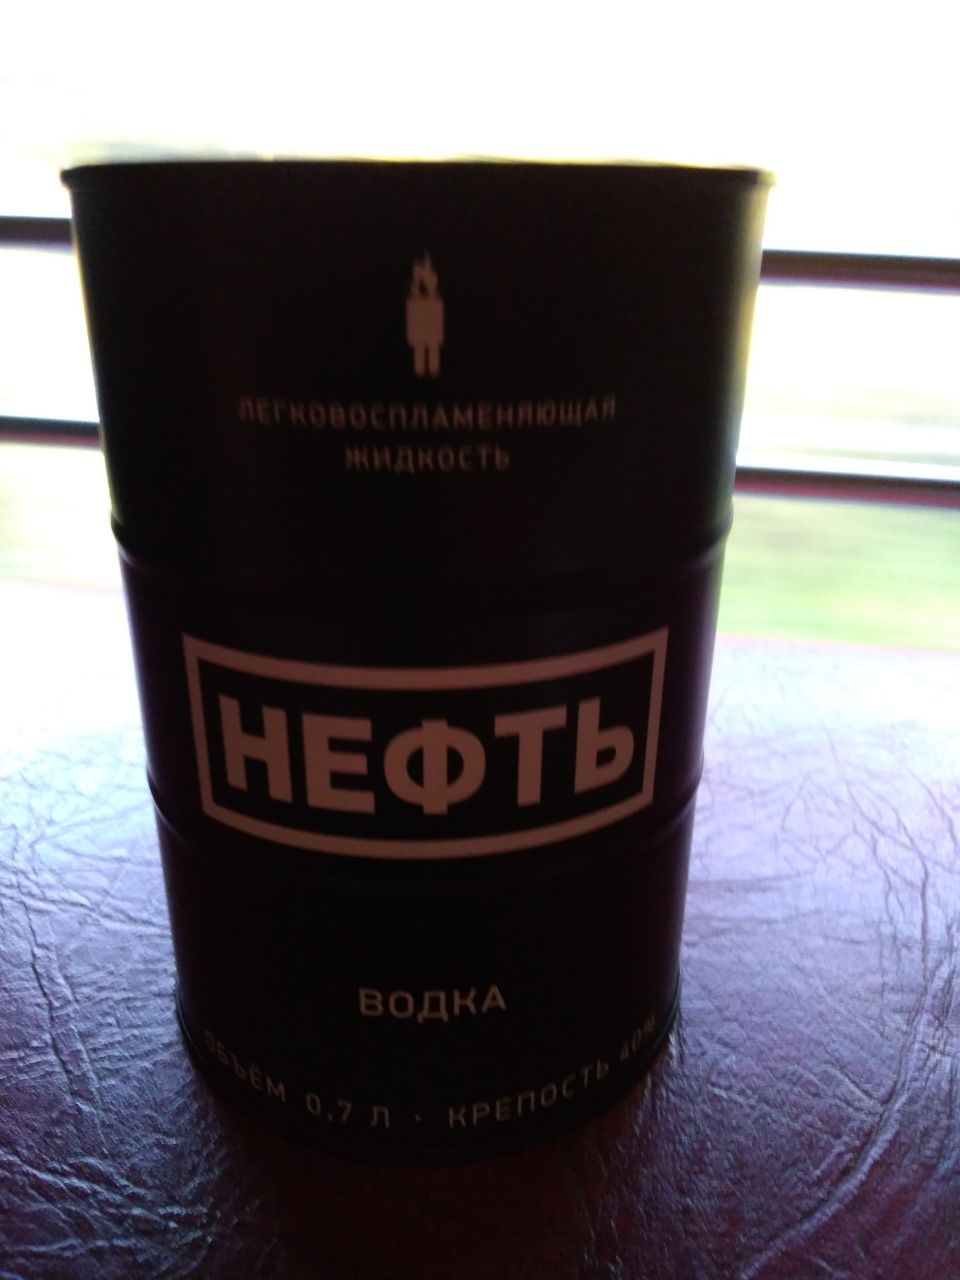 ЛЕГКОВОСПЛАМЕНЯЮЩАЯ
ЖИДКОСТЬ
НЕФТЬ
ВОДКА
ОБЪЁМ 0,7 Л · КРЕПОСТЬ 40%